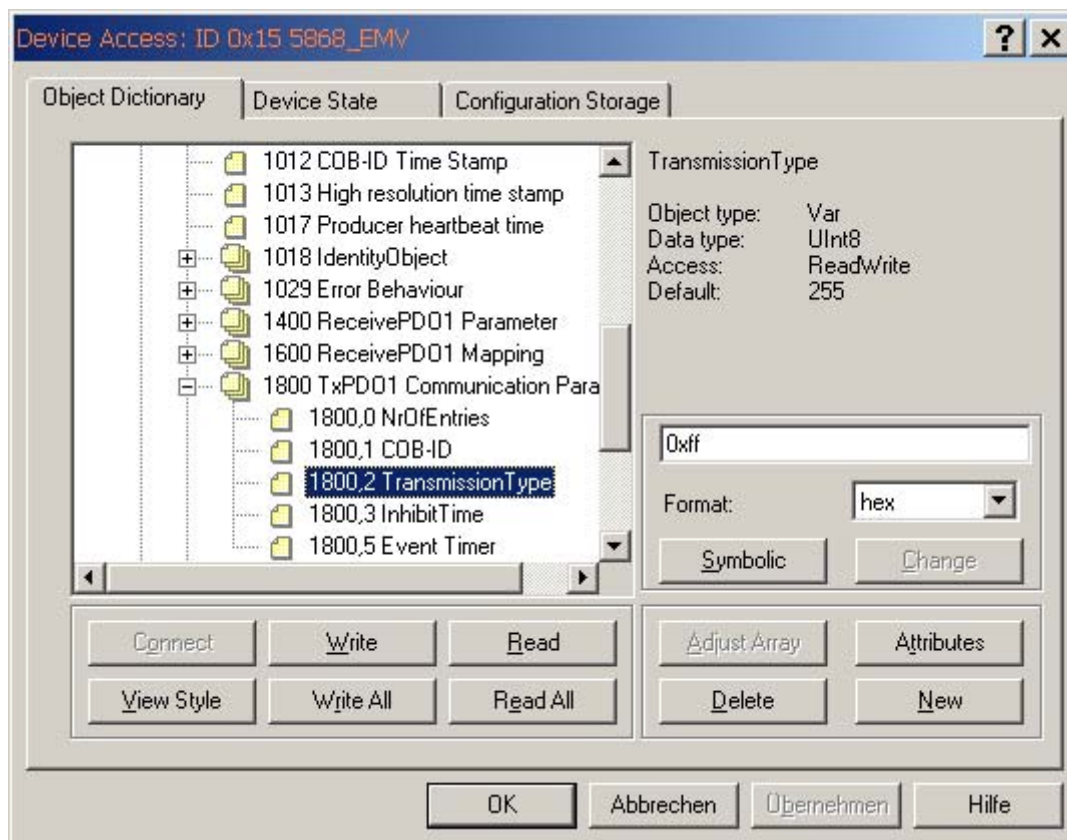 Device Access: ID 0x15 5868_EMV
Object Dictionary
Device State
Configuration Storage
1012 COB-ID Time Stamp
1013 High resolution time stamp
1017 Producer heartbeat time
1018 IdentityObject
1029 Error Behaviour
1400 ReceivePDO1 Parameter
1600 ReceivePDO1 Mapping
1800 TxPDO1 Communication Para
1800,0 NrOfEntries
1800,1 COB-ID
1800,2 TransmissionType
1800,3 InhibitTime
1800,5 Event Timer
TransmissionType
Object type: Var
Data type: UInt8
Access: ReadWrite
Default: 255
0xff
Format: hex
Symbolic
Change
Connect
Write
Read
View Style
Write All
Read All
Adjust Array
Attributes
Delete
New
OK
Abbrechen
Übernehmen
Hilfe